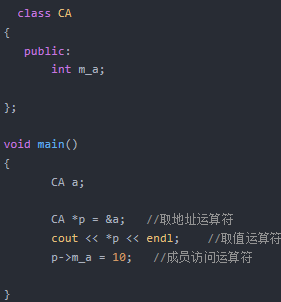 class CA
{
public:
int m_a;
};
void main()
{
CA a;
CA *p = &a; //取地址运算符
cout << *p << endl; //取值运算符
p->m_a = 10; //成员访问运算符
}